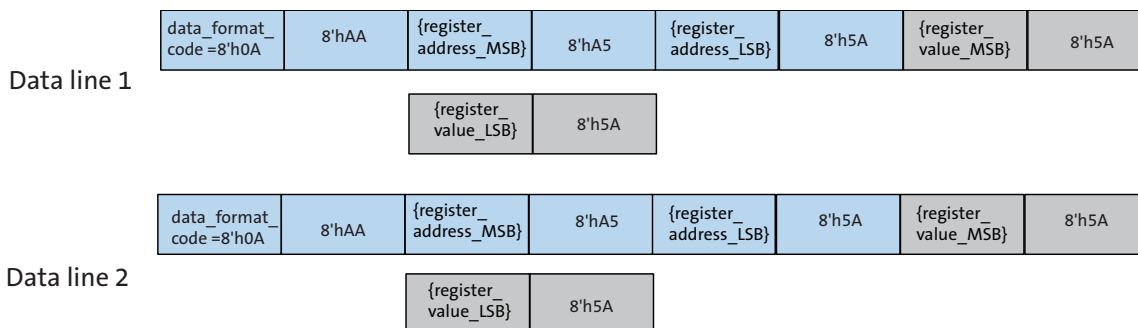 data_format_
code =8'h0A
8'hAA
{register_
address_MSB}
8'hA5
{register_
address_LSB}
8'h5A
{register_
value_MSB}
8'h5A
Data line 1
{register_
value_LSB}
8'h5A
data_format_
code =8'h0A
8'hAA
{register_
address_MSB}
8'hA5
{register_
address_LSB}
8'h5A
{register_
value_MSB}
8'h5A
Data line 2
{register_
value_LSB}
8'h5A